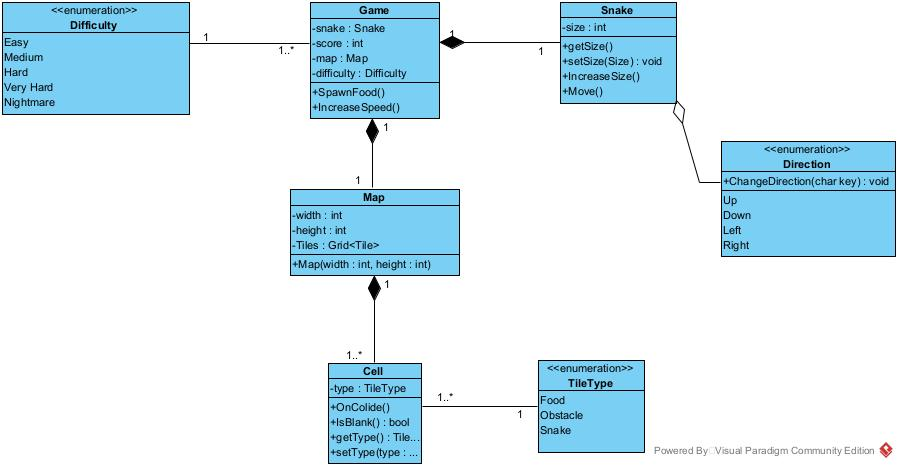 <<enumeration>>
Difficulty
Easy
Medium
Hard
Very Hard
Nightmare
1
1..*
Game
-snake : Snake
-score : int
-map : Map
-difficulty : Difficulty
+SpawnFood()
+IncreaseSpeed()
1
1
Snake
-size : int
+getSize()
+setSize(Size) : void
+IncreaseSize()
+Move()
<<enumeration>>
Direction
+ChangeDirection(char key) : void
Up
Down
Left
Right
1
1
Map
-width : int
-height : int
-Tiles : Grid<Tile>
+Map(width : int, height : int)
1
1..*
Cell
-type : TileType
+OnColide()
+IsBlank() : bool
+getType() : Tile...
+setType(type : ...
1..*
1
<<enumeration>>
TileType
Food
Obstacle
Snake
Powered By Visual Paradigm Community Edition